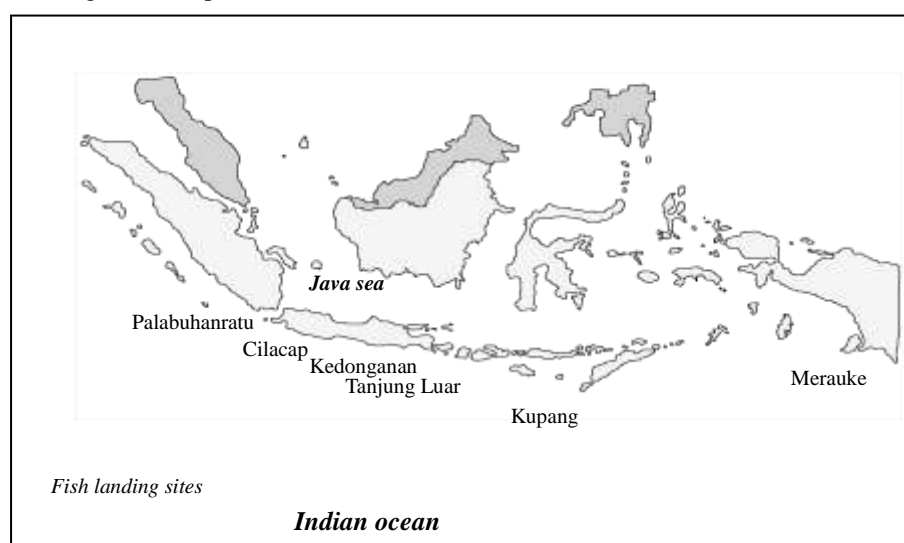 Java sea
Palabuhanratu
Cilacap
Kedonganan
Tanjung Luar
Merauke
Kupang
Fish landing sites
Indian ocean